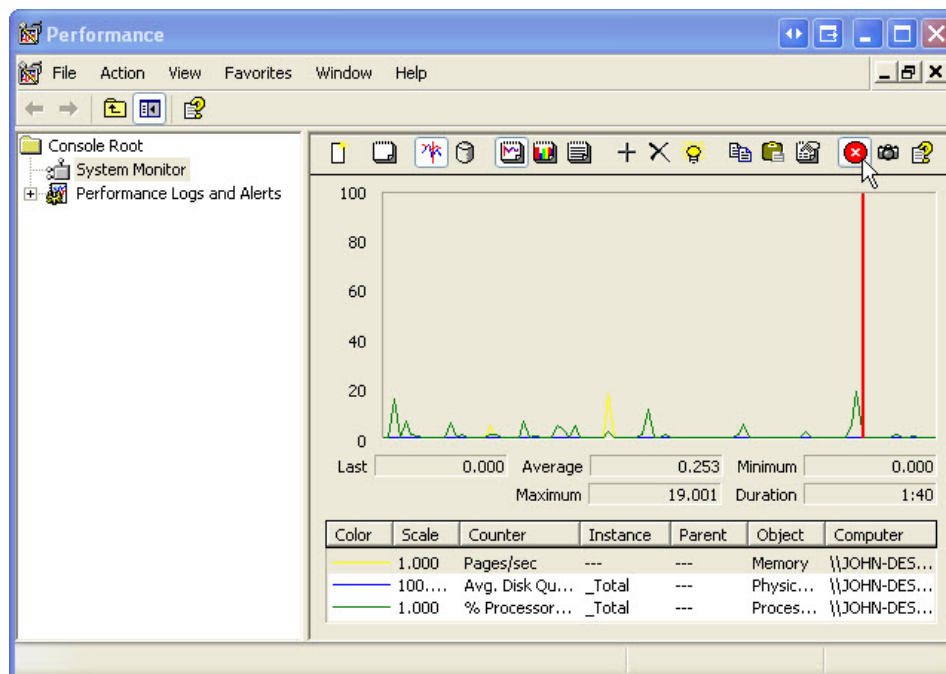 Performance
File Action View Favorites Window Help
Console Root
System Monitor
Performance Logs and Alerts
100
80
60
40
20
0
Last 0.000 Average 0.253 Minimum 0.000
Maximum 19.001 Duration 1:40
Color Scale Counter Instance Parent Object Computer
1.000 Pages/sec --- --- Memory \\JOHN-DES...
100.... Avg. Disk Qu... _Total --- Physic... \\JOHN-DES...
1.000 % Processor... _Total --- Proces... \\JOHN-DES...